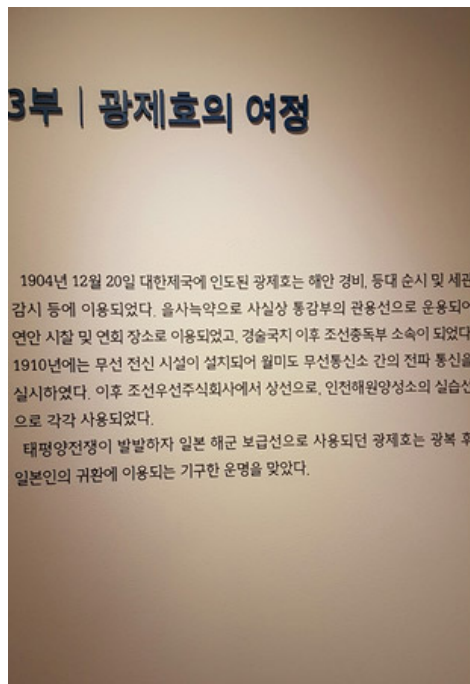 3부 | 광제호의 여정
1904년 12월 20일 대한제국에 인도된 광제호는 해안 경비, 등대 순시 및 세관
감시 등에 이용되었다. 을사늑약으로 사실상 통감부의 관용선으로 운용되어
연안 시찰 및 연회 장소로 이용되었고, 경술국치 이후 조선총독부 소속이 되었다
1910년에는 무선 전신 시설이 설치되어 월미도 무선통신소 간의 전파 통신을
실시하였다. 이후 조선우선주식회사에서 상선으로, 인천해원양성소의 실습선
으로 각각 사용되었다.
태평양전쟁이 발발하자 일본 해군 보급선으로 사용되던 광제호는 광복 후
일본인의 귀환에 이용되는 기구한 운명을 맞았다.